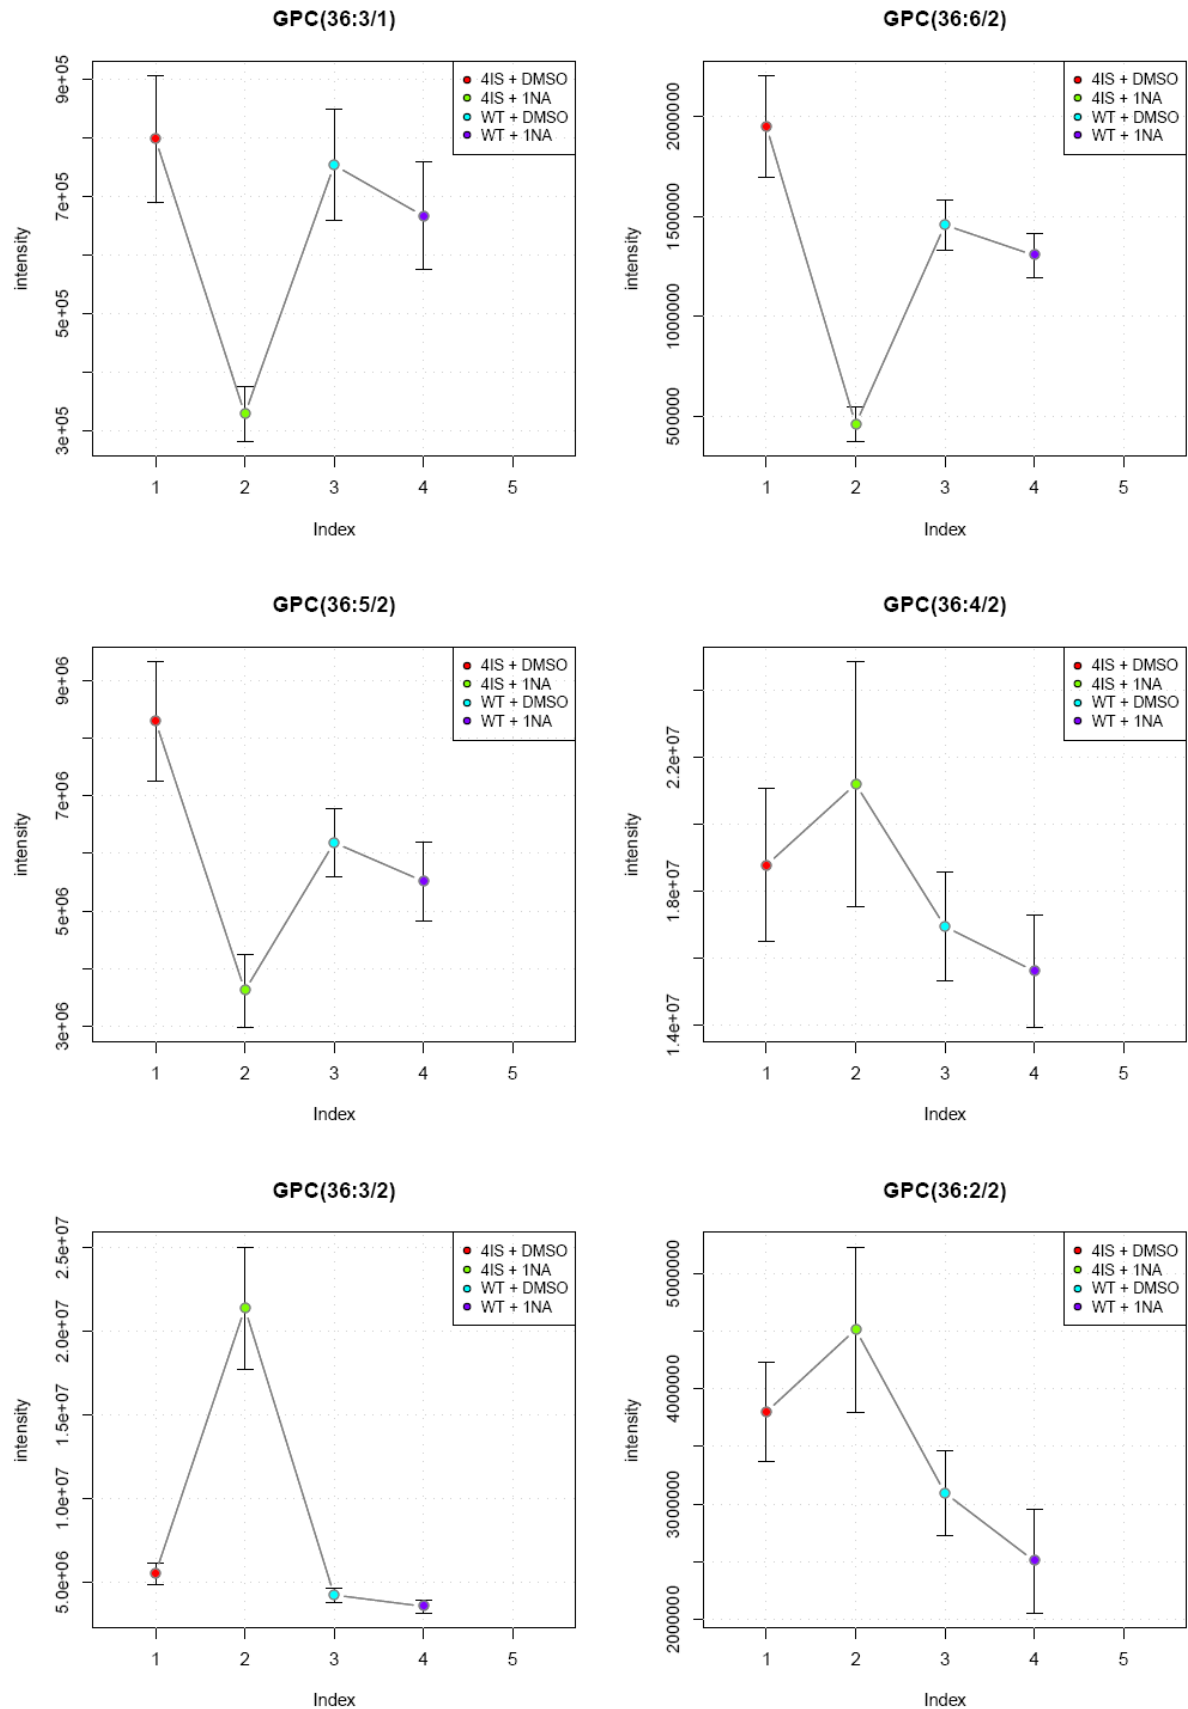 GPC(36:3/1)
intensity
9e+05
7e+05
5e+05
3e+05
4IS + DMSO
4IS + 1NA
WT + DMSO
WT + 1NA
1 2 3 4 5
Index
GPC(36:6/2)
intensity
2000000
1500000
1000000
500000
4IS + DMSO
4IS + 1NA
WT + DMSO
WT + 1NA
1 2 3 4 5
Index
GPC(36:5/2)
intensity
9e+06
7e+06
5e+06
3e+06
4IS + DMSO
4IS + 1NA
WT + DMSO
WT + 1NA
1 2 3 4 5
Index
GPC(36:4/2)
intensity
2.2e+07
1.8e+07
1.4e+07
4IS + DMSO
4IS + 1NA
WT + DMSO
WT + 1NA
1 2 3 4 5
Index
GPC(36:3/2)
intensity
2.5e+07
2.0e+07
1.5e+07
1.0e+07
5.0e+06
4IS + DMSO
4IS + 1NA
WT + DMSO
WT + 1NA
1 2 3 4 5
Index
GPC(36:2/2)
intensity
5000000
4000000
3000000
2000000
4IS + DMSO
4IS + 1NA
WT + DMSO
WT + 1NA
1 2 3 4 5
Index